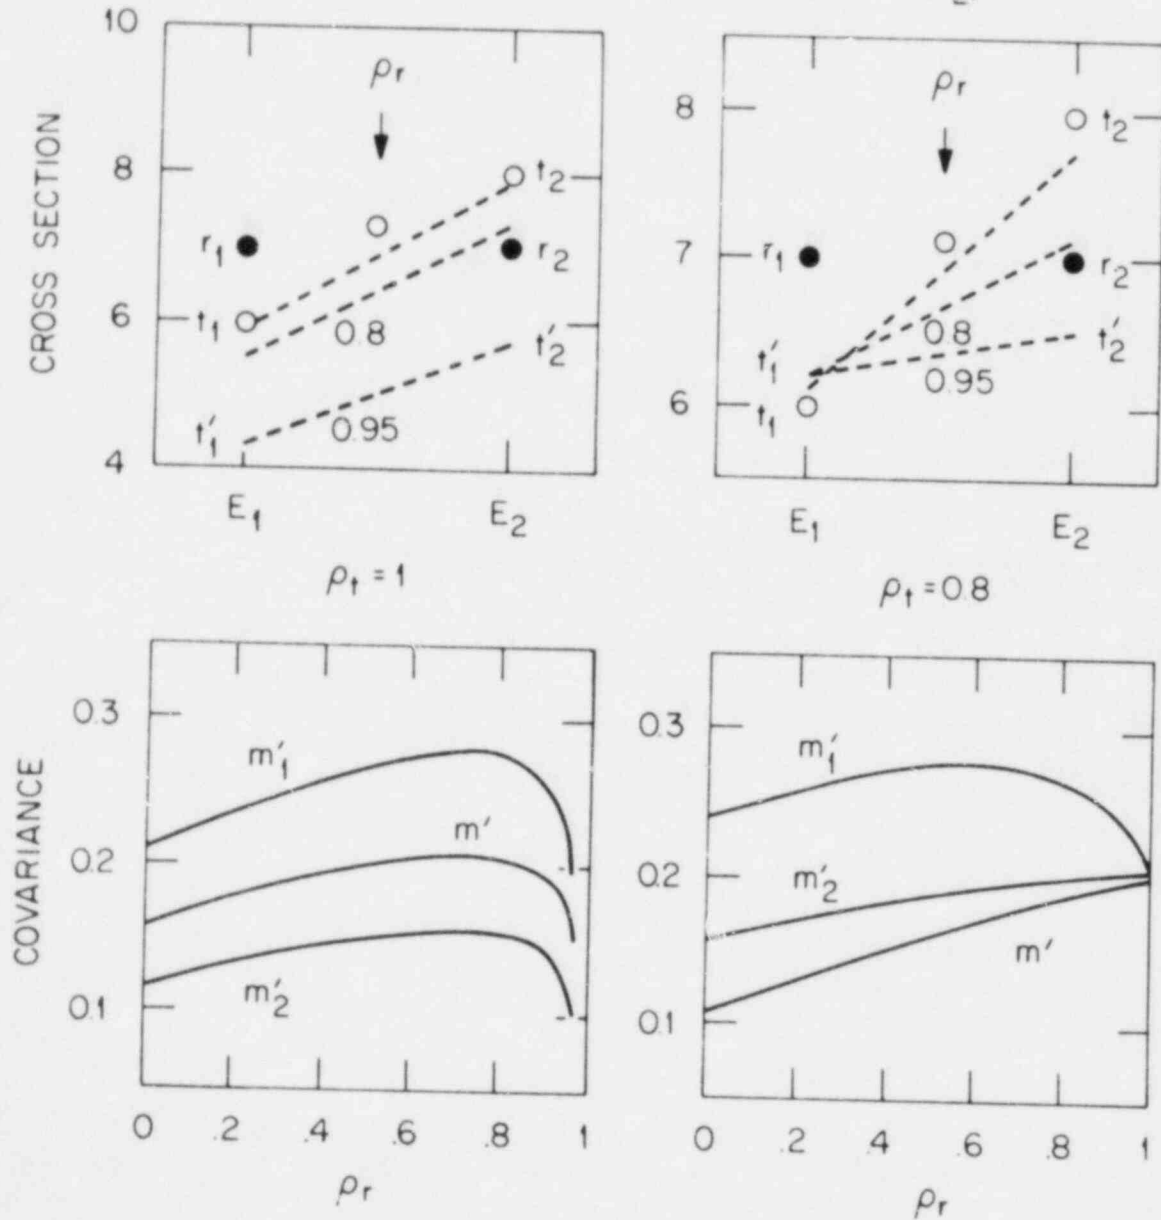 10
8
6
4
CROSS SECTION
ρr
r1
t1
t'1
t2
r2
t'2
0.8
0.95
E1
E2
8
7
6
ρr
r1
t'1
t1
t2
r2
t'2
0.8
0.95
E1
E2
ρt = 1
ρt = 0.8
0.3
0.2
0.1
COVARIANCE
m'1
m'
m'2
0 .2 .4 .6 .8 1
ρr
0.3
0.2
0.1
m'1
m'2
m'
0 .2 .4 .6 .8 1
ρr